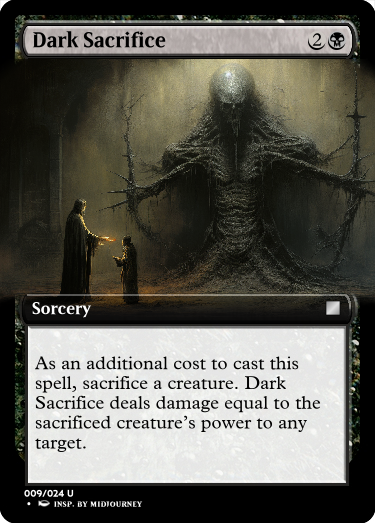 Dark Sacrifice 2
Sorcery
As an additional cost to cast this
spell, sacrifice a creature. Dark
Sacrifice deals damage equal to the
sacrificed creature's power to any
target.
009/024 U
• INSP. BY MIDJOURNEY